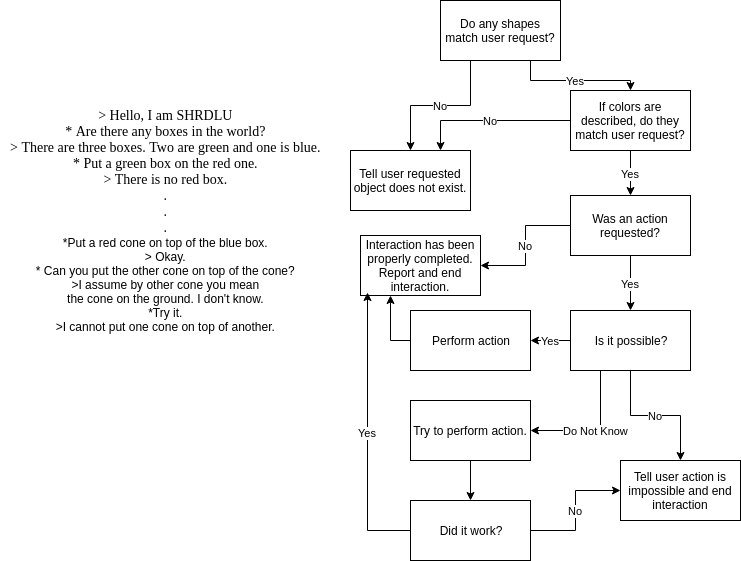 > Hello, I am SHRDLU
* Are there any boxes in the world?
> There are three boxes. Two are green and one is blue.
* Put a green box on the red one.
> There is no red box.
.
.
.
*Put a red cone on top of the blue box.
> Okay.
* Can you put the other cone on top of the cone?
>I assume by other cone you mean
the cone on the ground. I don't know.
*Try it.
>I cannot put one cone on top of another.
Do any shapes
match user request?
Yes
No
If colors are
described, do they
match user request?
No
Tell user requested
object does not exist.
Yes
Was an action
requested?
No
Interaction has been
properly completed.
Report and end
interaction.
Yes
Is it possible?
Yes
Perform action
No
Do Not Know
Try to perform action.
Yes
Tell user action is
impossible and end
interaction
No
Did it work?